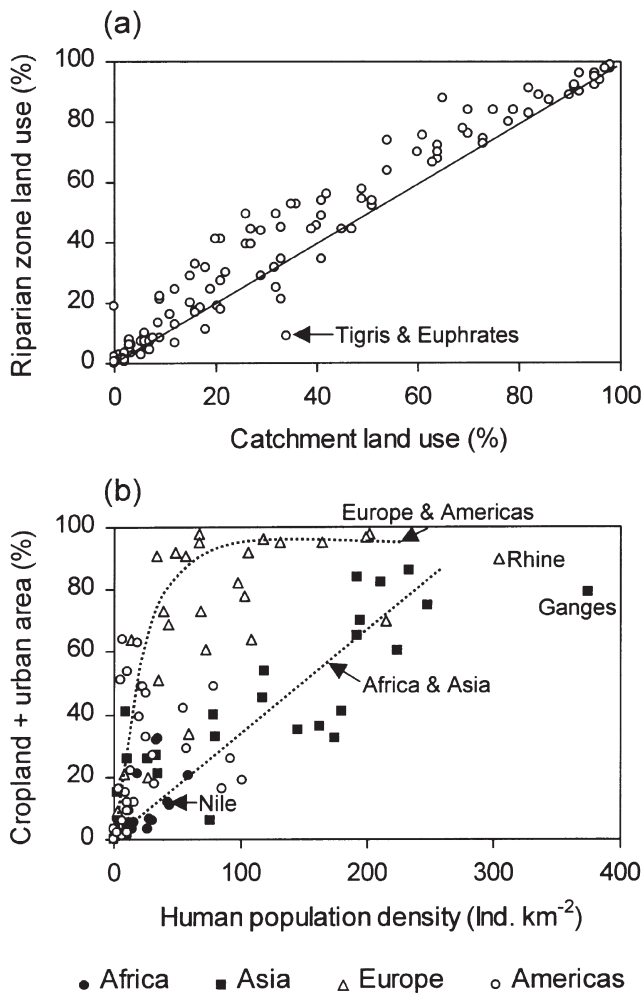 (a)
Riparian zone land use (%)
100
80
60
40
20
0
Tigris & Euphrates
0 20 40 60 80 100
Catchment land use (%)
(b)
Cropland + urban area (%)
100
80
60
40
20
0
Europe & Americas
Rhine
Ganges
Africa & Asia
Nile
0 100 200 300 400
Human population density (Ind. km⁻²)
Africa Asia Europe Americas